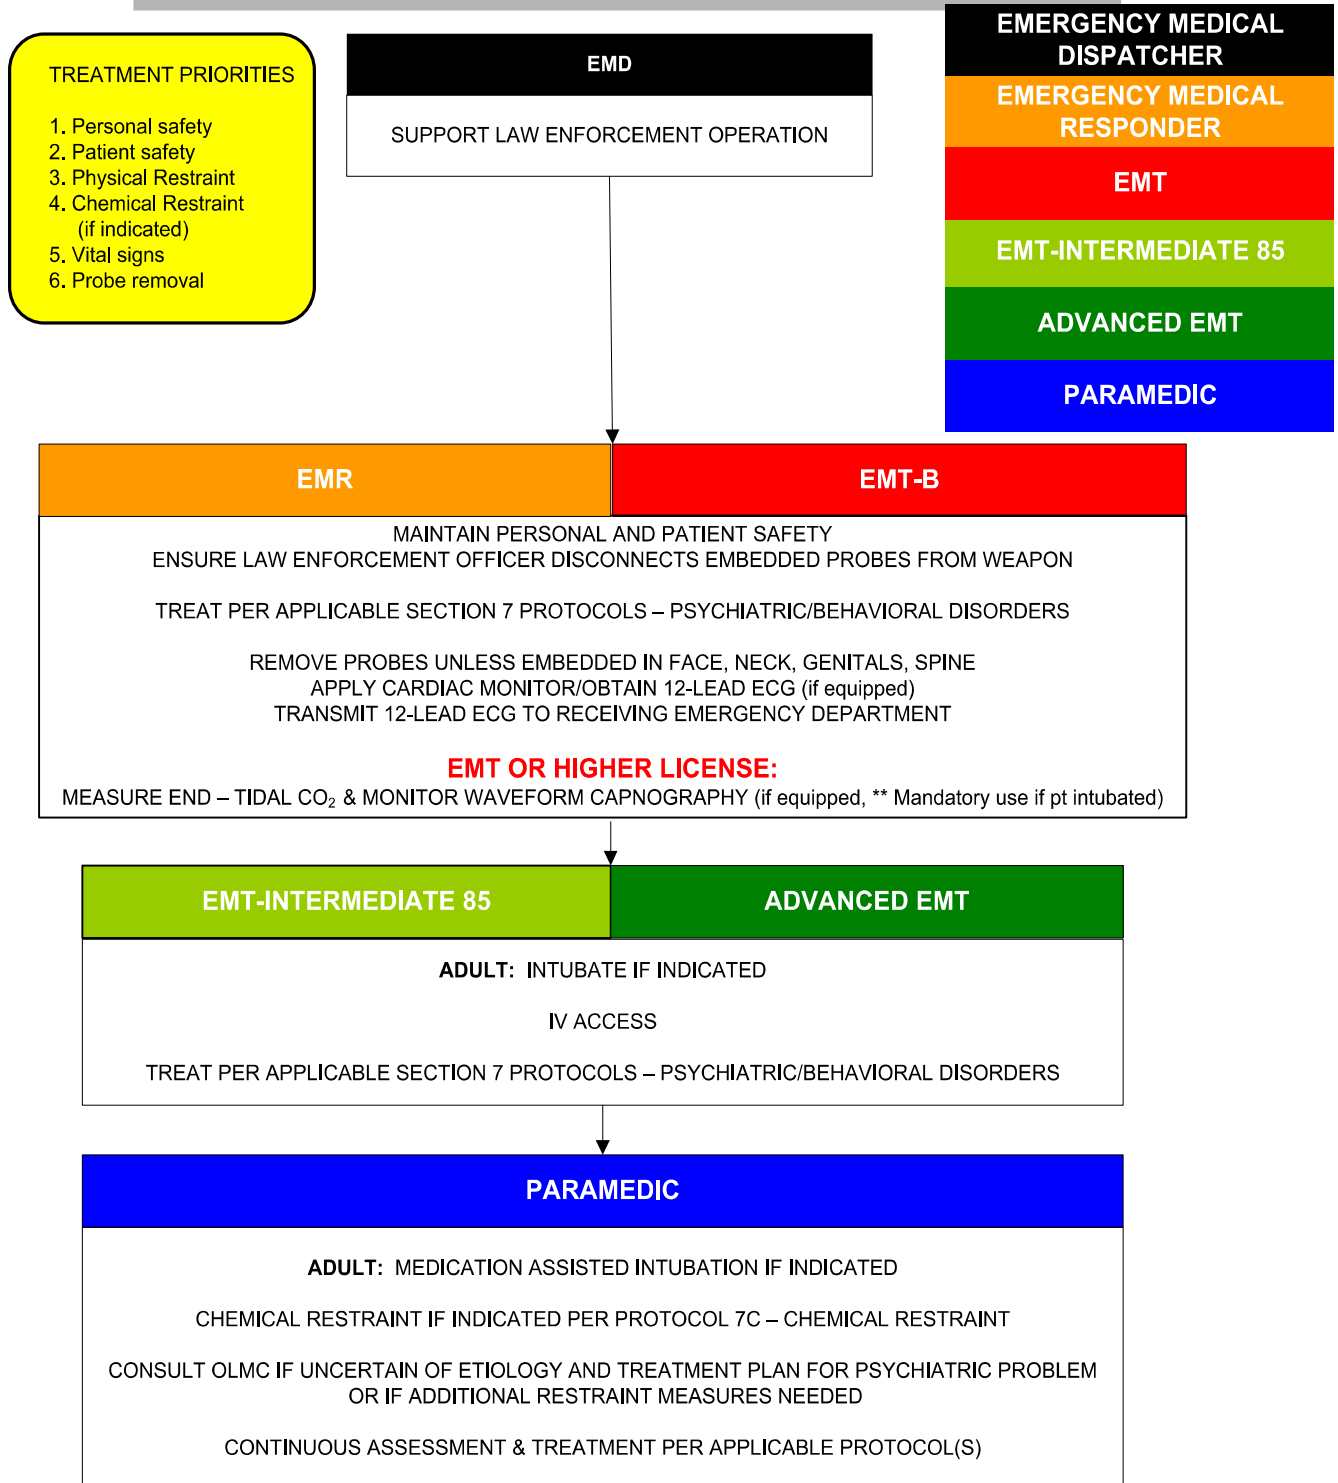 TREATMENT PRIORITIES
1. Personal safety
2. Patient safety
3. Physical Restraint
4. Chemical Restraint
(if indicated)
5. Vital signs
6. Probe removal
EMD
SUPPORT LAW ENFORCEMENT OPERATION
EMERGENCY MEDICAL
DISPATCHER
EMERGENCY MEDICAL
RESPONDER
EMT
EMT-INTERMEDIATE 85
ADVANCED EMT
PARAMEDIC
EMR
EMT-B
MAINTAIN PERSONAL AND PATIENT SAFETY
ENSURE LAW ENFORCEMENT OFFICER DISCONNECTS EMBEDDED PROBES FROM WEAPON
TREAT PER APPLICABLE SECTION 7 PROTOCOLS – PSYCHIATRIC/BEHAVIORAL DISORDERS
REMOVE PROBES UNLESS EMBEDDED IN FACE, NECK, GENITALS, SPINE
APPLY CARDIAC MONITOR/OBTAIN 12-LEAD ECG (if equipped)
TRANSMIT 12-LEAD ECG TO RECEIVING EMERGENCY DEPARTMENT
EMT OR HIGHER LICENSE:
MEASURE END – TIDAL CO₂ & MONITOR WAVEFORM CAPNOGRAPHY (if equipped, ** Mandatory use if pt intubated)
EMT-INTERMEDIATE 85
ADVANCED EMT
ADULT: INTUBATE IF INDICATED
IV ACCESS
TREAT PER APPLICABLE SECTION 7 PROTOCOLS – PSYCHIATRIC/BEHAVIORAL DISORDERS
PARAMEDIC
ADULT: MEDICATION ASSISTED INTUBATION IF INDICATED
CHEMICAL RESTRAINT IF INDICATED PER PROTOCOL 7C – CHEMICAL RESTRAINT
CONSULT OLMC IF UNCERTAIN OF ETIOLOGY AND TREATMENT PLAN FOR PSYCHIATRIC PROBLEM
OR IF ADDITIONAL RESTRAINT MEASURES NEEDED
CONTINUOUS ASSESSMENT & TREATMENT PER APPLICABLE PROTOCOL(S)